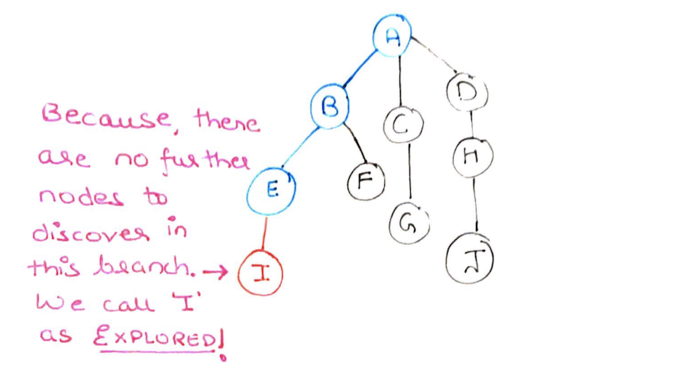 A
B
D
Because, there
C
are no further
H
nodes to
E
F
discover in
G
this branch. →
I
J
We call 'I'
as EXPLORED!